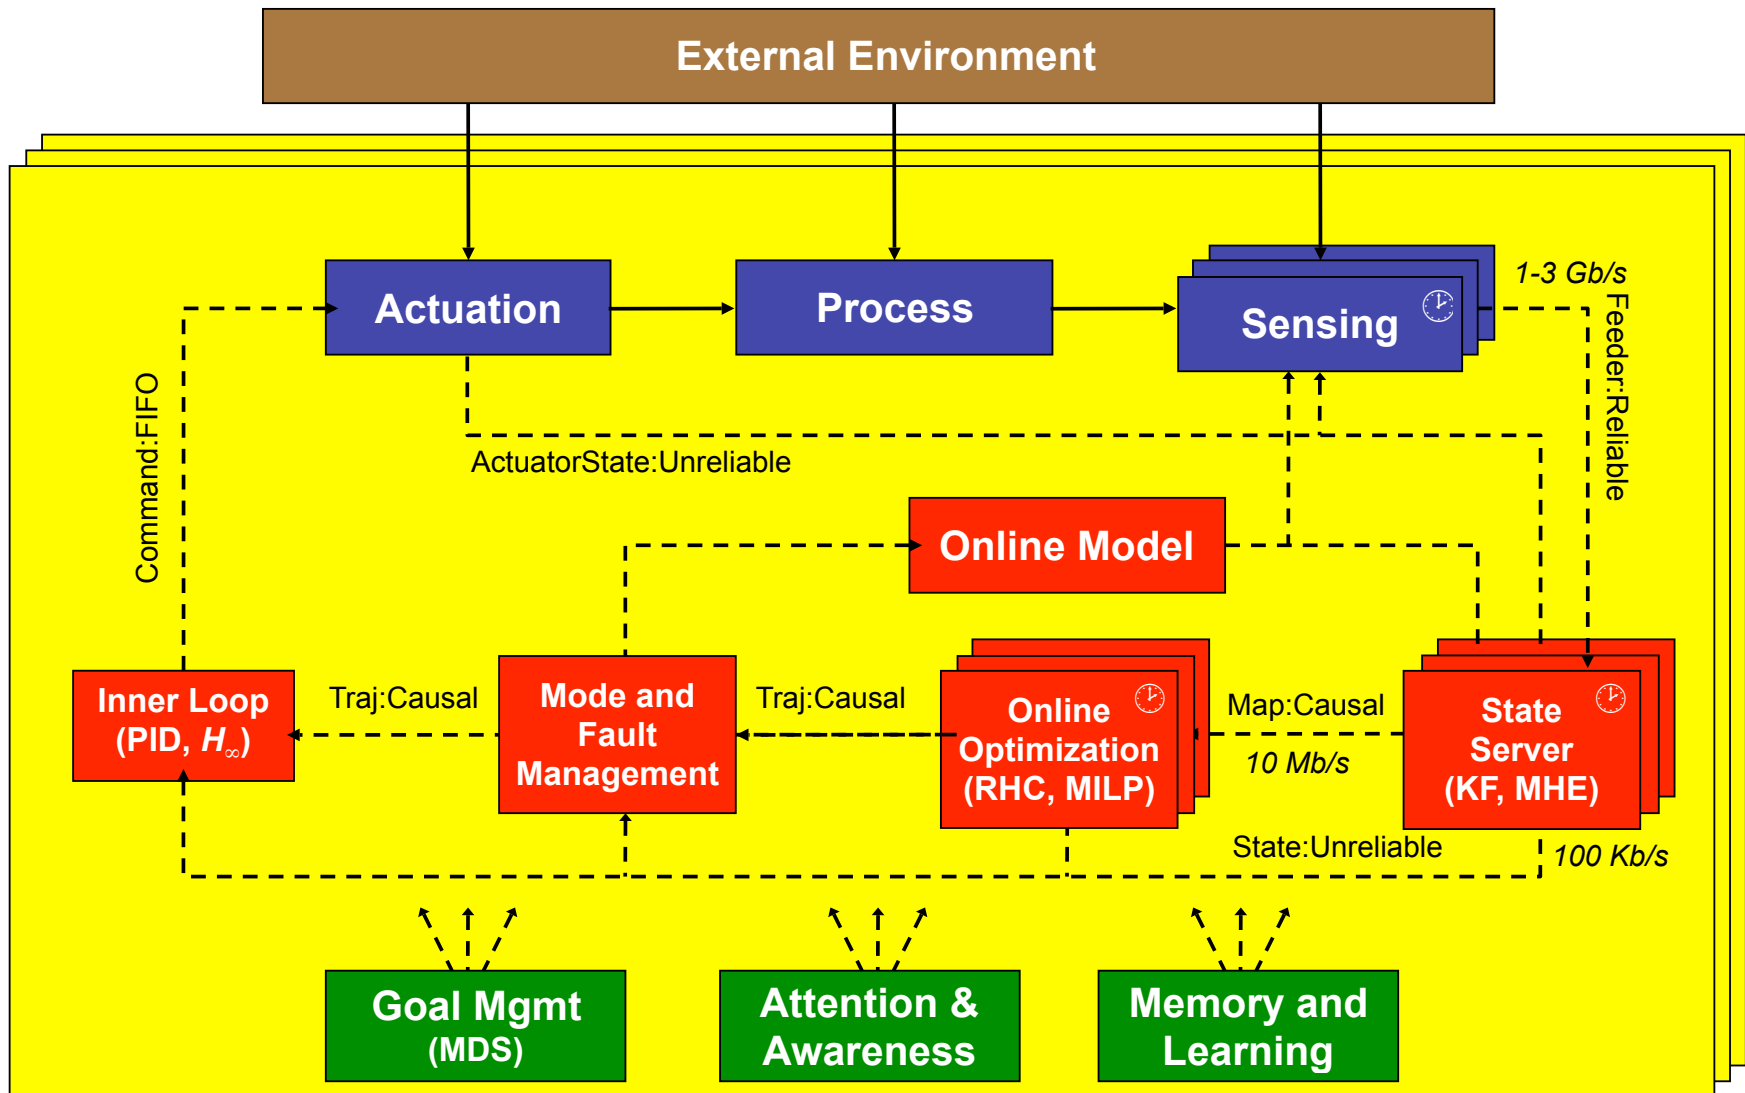 External Environment
Actuation
Process
Sensing
1-3 Gb/s
Feeder:Reliable
Command:FIFO
ActuatorState:Unreliable
Online Model
Inner Loop
(PID, H∞)
Traj:Causal
Mode and
Fault
Management
Traj:Causal
Online
Optimization
(RHC, MILP)
Map:Causal
10 Mb/s
State
Server
(KF, MHE)
State:Unreliable
100 Kb/s
Goal Mgmt
(MDS)
Attention &
Awareness
Memory and
Learning